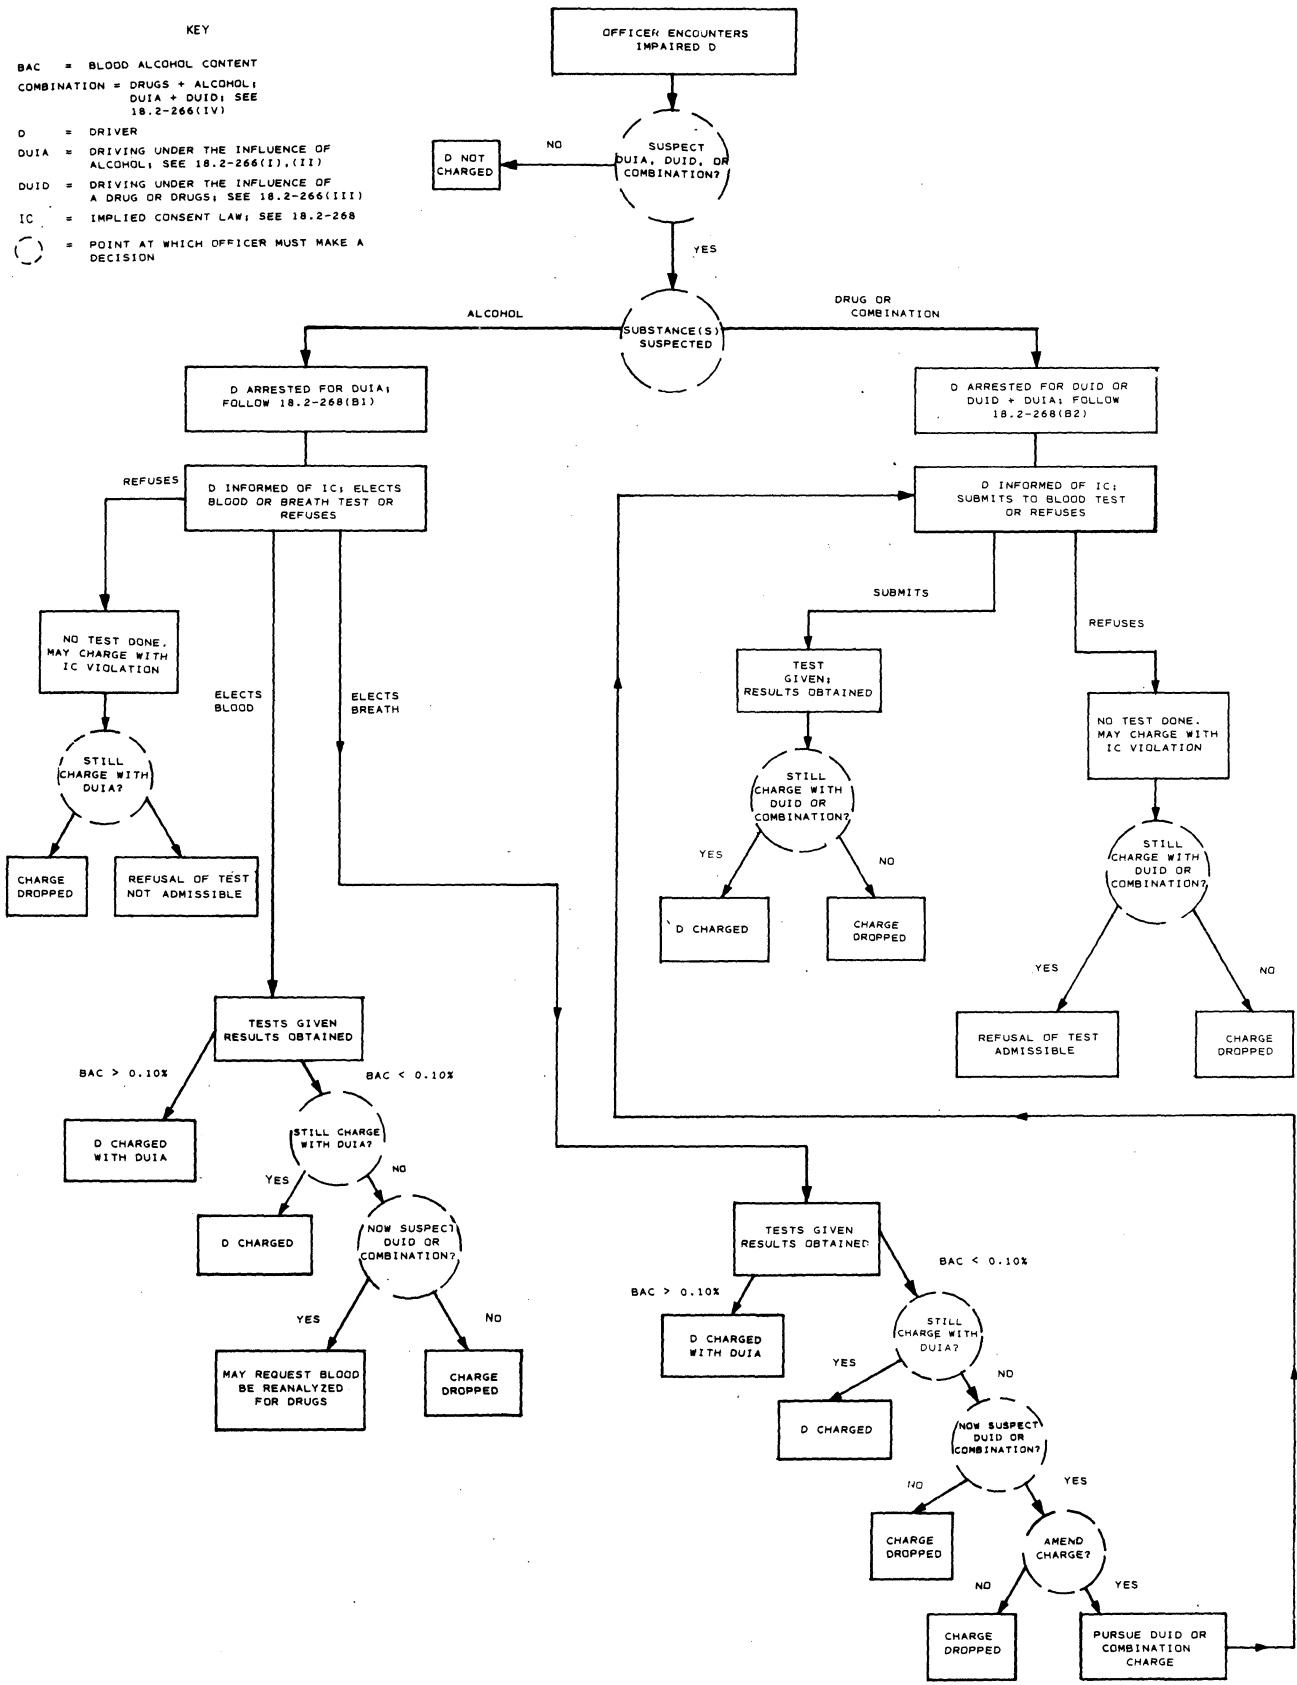 KEY
BAC = BLOOD ALCOHOL CONTENT
COMBINATION = DRUGS + ALCOHOL;
DUIA + DUID; SEE
18.2-266(IV)
D = DRIVER
DUIA = DRIVING UNDER THE INFLUENCE OF
ALCOHOL; SEE 18.2-266(I),(II)
DUID = DRIVING UNDER THE INFLUENCE OF
A DRUG OR DRUGS; SEE 18.2-266(III)
IC = IMPLIED CONSENT LAW; SEE 18.2-268
= POINT AT WHICH OFFICER MUST MAKE A
DECISION
OFFICER ENCOUNTERS
IMPAIRED D
SUSPECT
DUIA, DUID, OR
COMBINATION?
NO
D NOT
CHARGED
YES
SUBSTANCE(S)
SUSPECTED
ALCOHOL
DRUG OR
COMBINATION
D ARRESTED FOR DUIA;
FOLLOW 18.2-268(B1)
D INFORMED OF IC; ELECTS
BLOOD OR BREATH TEST OR
REFUSES
REFUSES
NO TEST DONE.
MAY CHARGE WITH
IC VIOLATION
STILL
CHARGE WITH
DUIA?
CHARGE
DROPPED
REFUSAL OF TEST
NOT ADMISSIBLE
ELECTS
BLOOD
ELECTS
BREATH
TESTS GIVEN
RESULTS OBTAINED
BAC > 0.10%
BAC < 0.10%
D CHARGED
WITH DUIA
STILL CHARGE
WITH DUIA?
YES
NO
D CHARGED
NOW SUSPECT
DUID OR
COMBINATION?
YES
NO
MAY REQUEST BLOOD
BE REANALYZED
FOR DRUGS
CHARGE
DROPPED
D ARRESTED FOR DUID OR
DUID + DUIA; FOLLOW
18.2-268(B2)
D INFORMED OF IC;
SUBMITS TO BLOOD TEST
OR REFUSES
SUBMITS
REFUSES
TEST
GIVEN;
RESULTS OBTAINED
STILL
CHARGE WITH
DUID OR
COMBINATION?
YES
NO
D CHARGED
CHARGE
DROPPED
NO TEST DONE.
MAY CHARGE WITH
IC VIOLATION
STILL
CHARGE WITH
DUID OR
COMBINATION?
YES
NO
REFUSAL OF TEST
ADMISSIBLE
CHARGE
DROPPED
TESTS GIVEN
RESULTS OBTAINED
BAC > 0.10%
BAC < 0.10%
D CHARGED
WITH DUIA
STILL
CHARGE WITH
DUIA?
YES
NO
D CHARGED
NOW SUSPECT
DUID OR
COMBINATION?
NO
YES
CHARGE
DROPPED
AMEND
CHARGE?
NO
YES
CHARGE
DROPPED
PURSUE DUID OR
COMBINATION
CHARGE